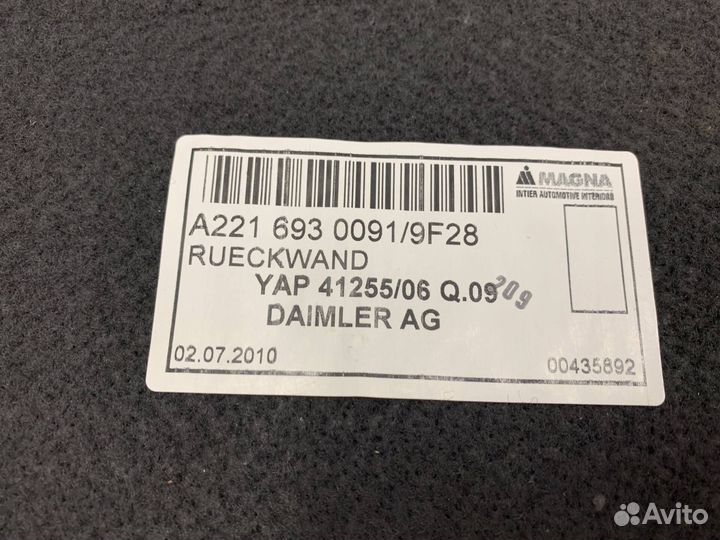 MAGNA
INTIER AUTOMOTIVE INTERIORS
A221 693 0091/9F28
RUECKWAND
YAP 41255/06 Q.09
209
DAIMLER AG
02.07.2010
00435892
Avito